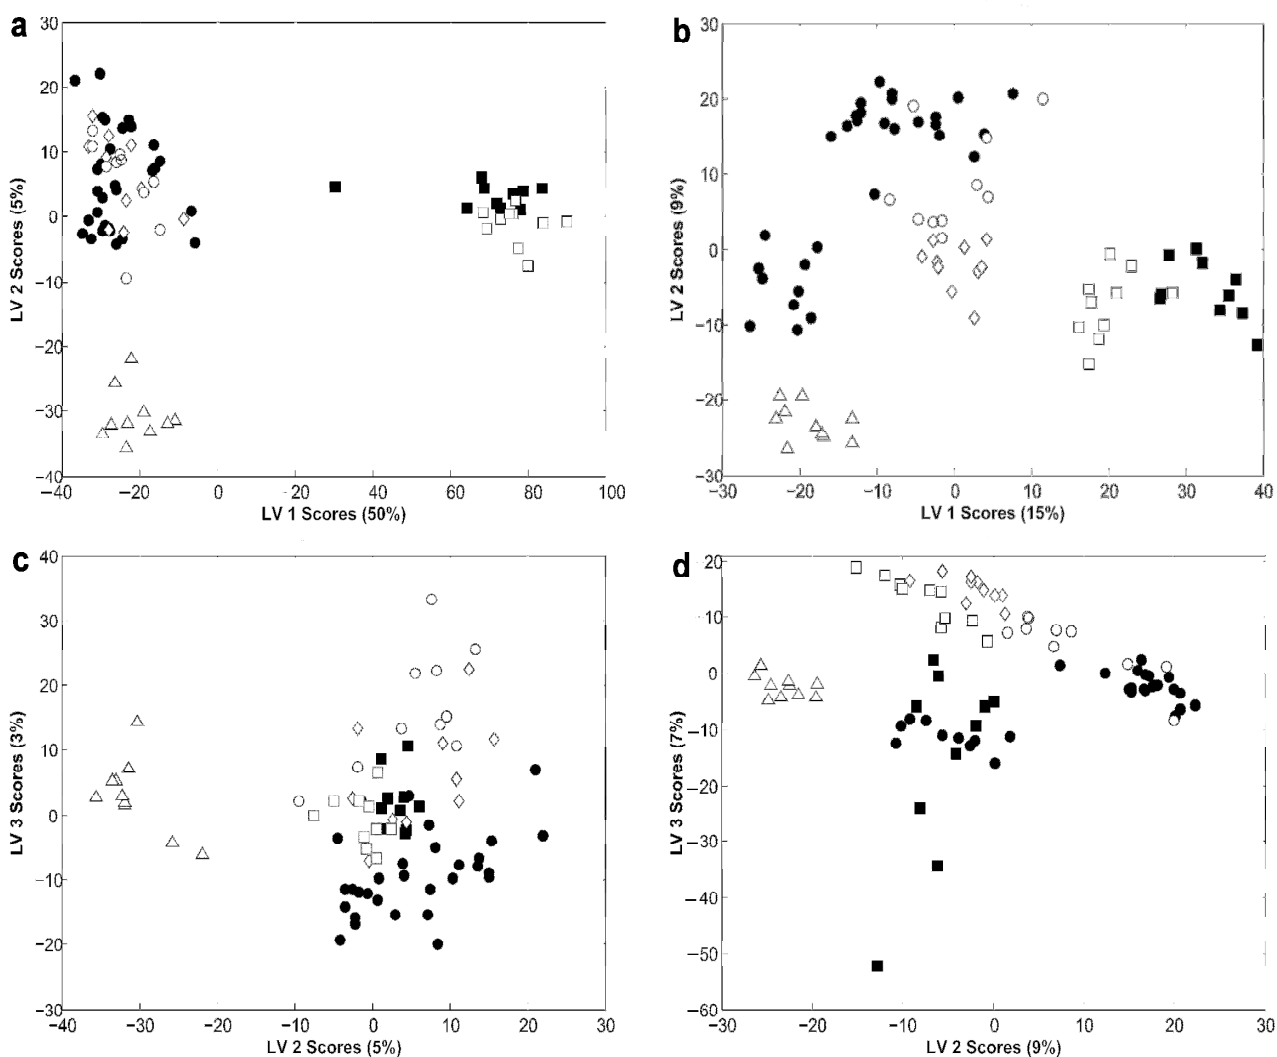 a
30
20
10
0
−10
−20
−30
−40
LV 2 Scores (5%)
−40 −20 0 20 40 60 80 100
LV 1 Scores (50%)
b
30
20
10
0
−10
−20
−30
LV 2 Scores (9%)
−30 −20 −10 0 10 20 30 40
LV 1 Scores (15%)
c
40
30
20
10
0
−10
−20
−30
LV 3 Scores (3%)
−40 −30 −20 −10 0 10 20 30
LV 2 Scores (5%)
d
20
10
0
−10
−20
−30
−40
−50
−60
LV 3 Scores (7%)
−30 −20 −10 0 10 20 30
LV 2 Scores (9%)